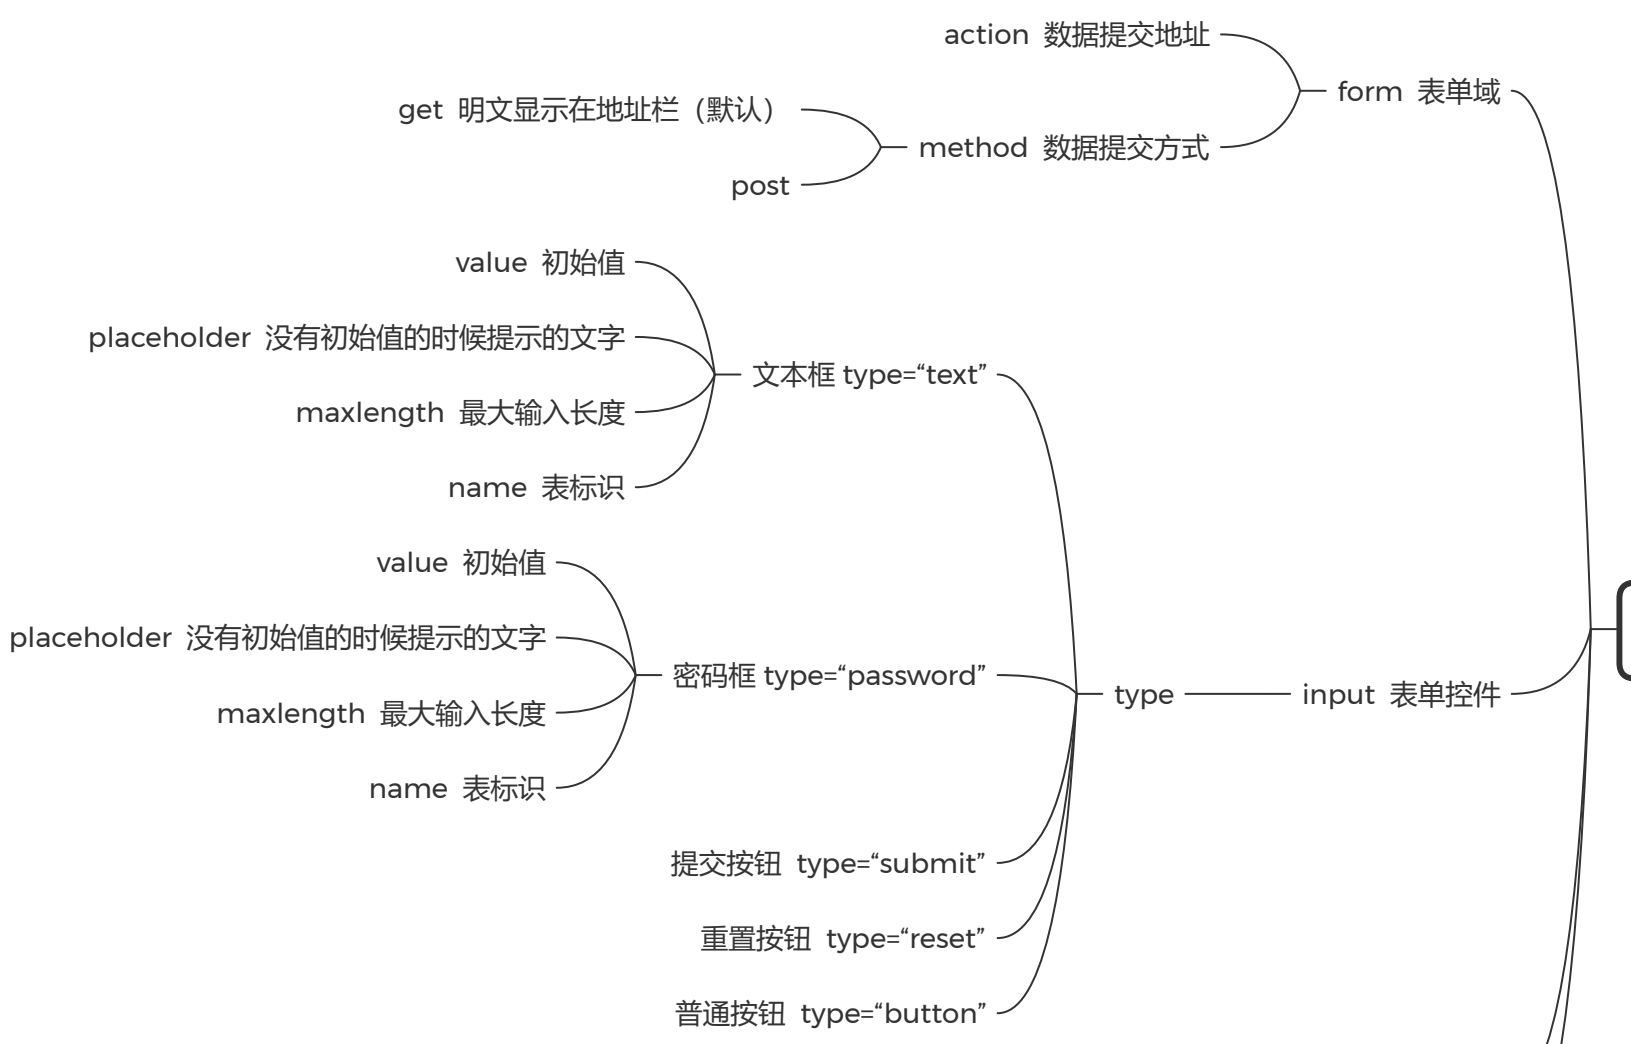 action 数据提交地址
form 表单域
get 明文显示在地址栏（默认）
method 数据提交方式
post
value 初始值
placeholder 没有初始值的时候提示的文字
文本框 type=“text”
maxlength 最大输入长度
name 表标识
value 初始值
placeholder 没有初始值的时候提示的文字
密码框 type=“password”
type
input 表单控件
maxlength 最大输入长度
name 表标识
提交按钮 type=“submit”
重置按钮 type=“reset”
普通按钮 type=“button”